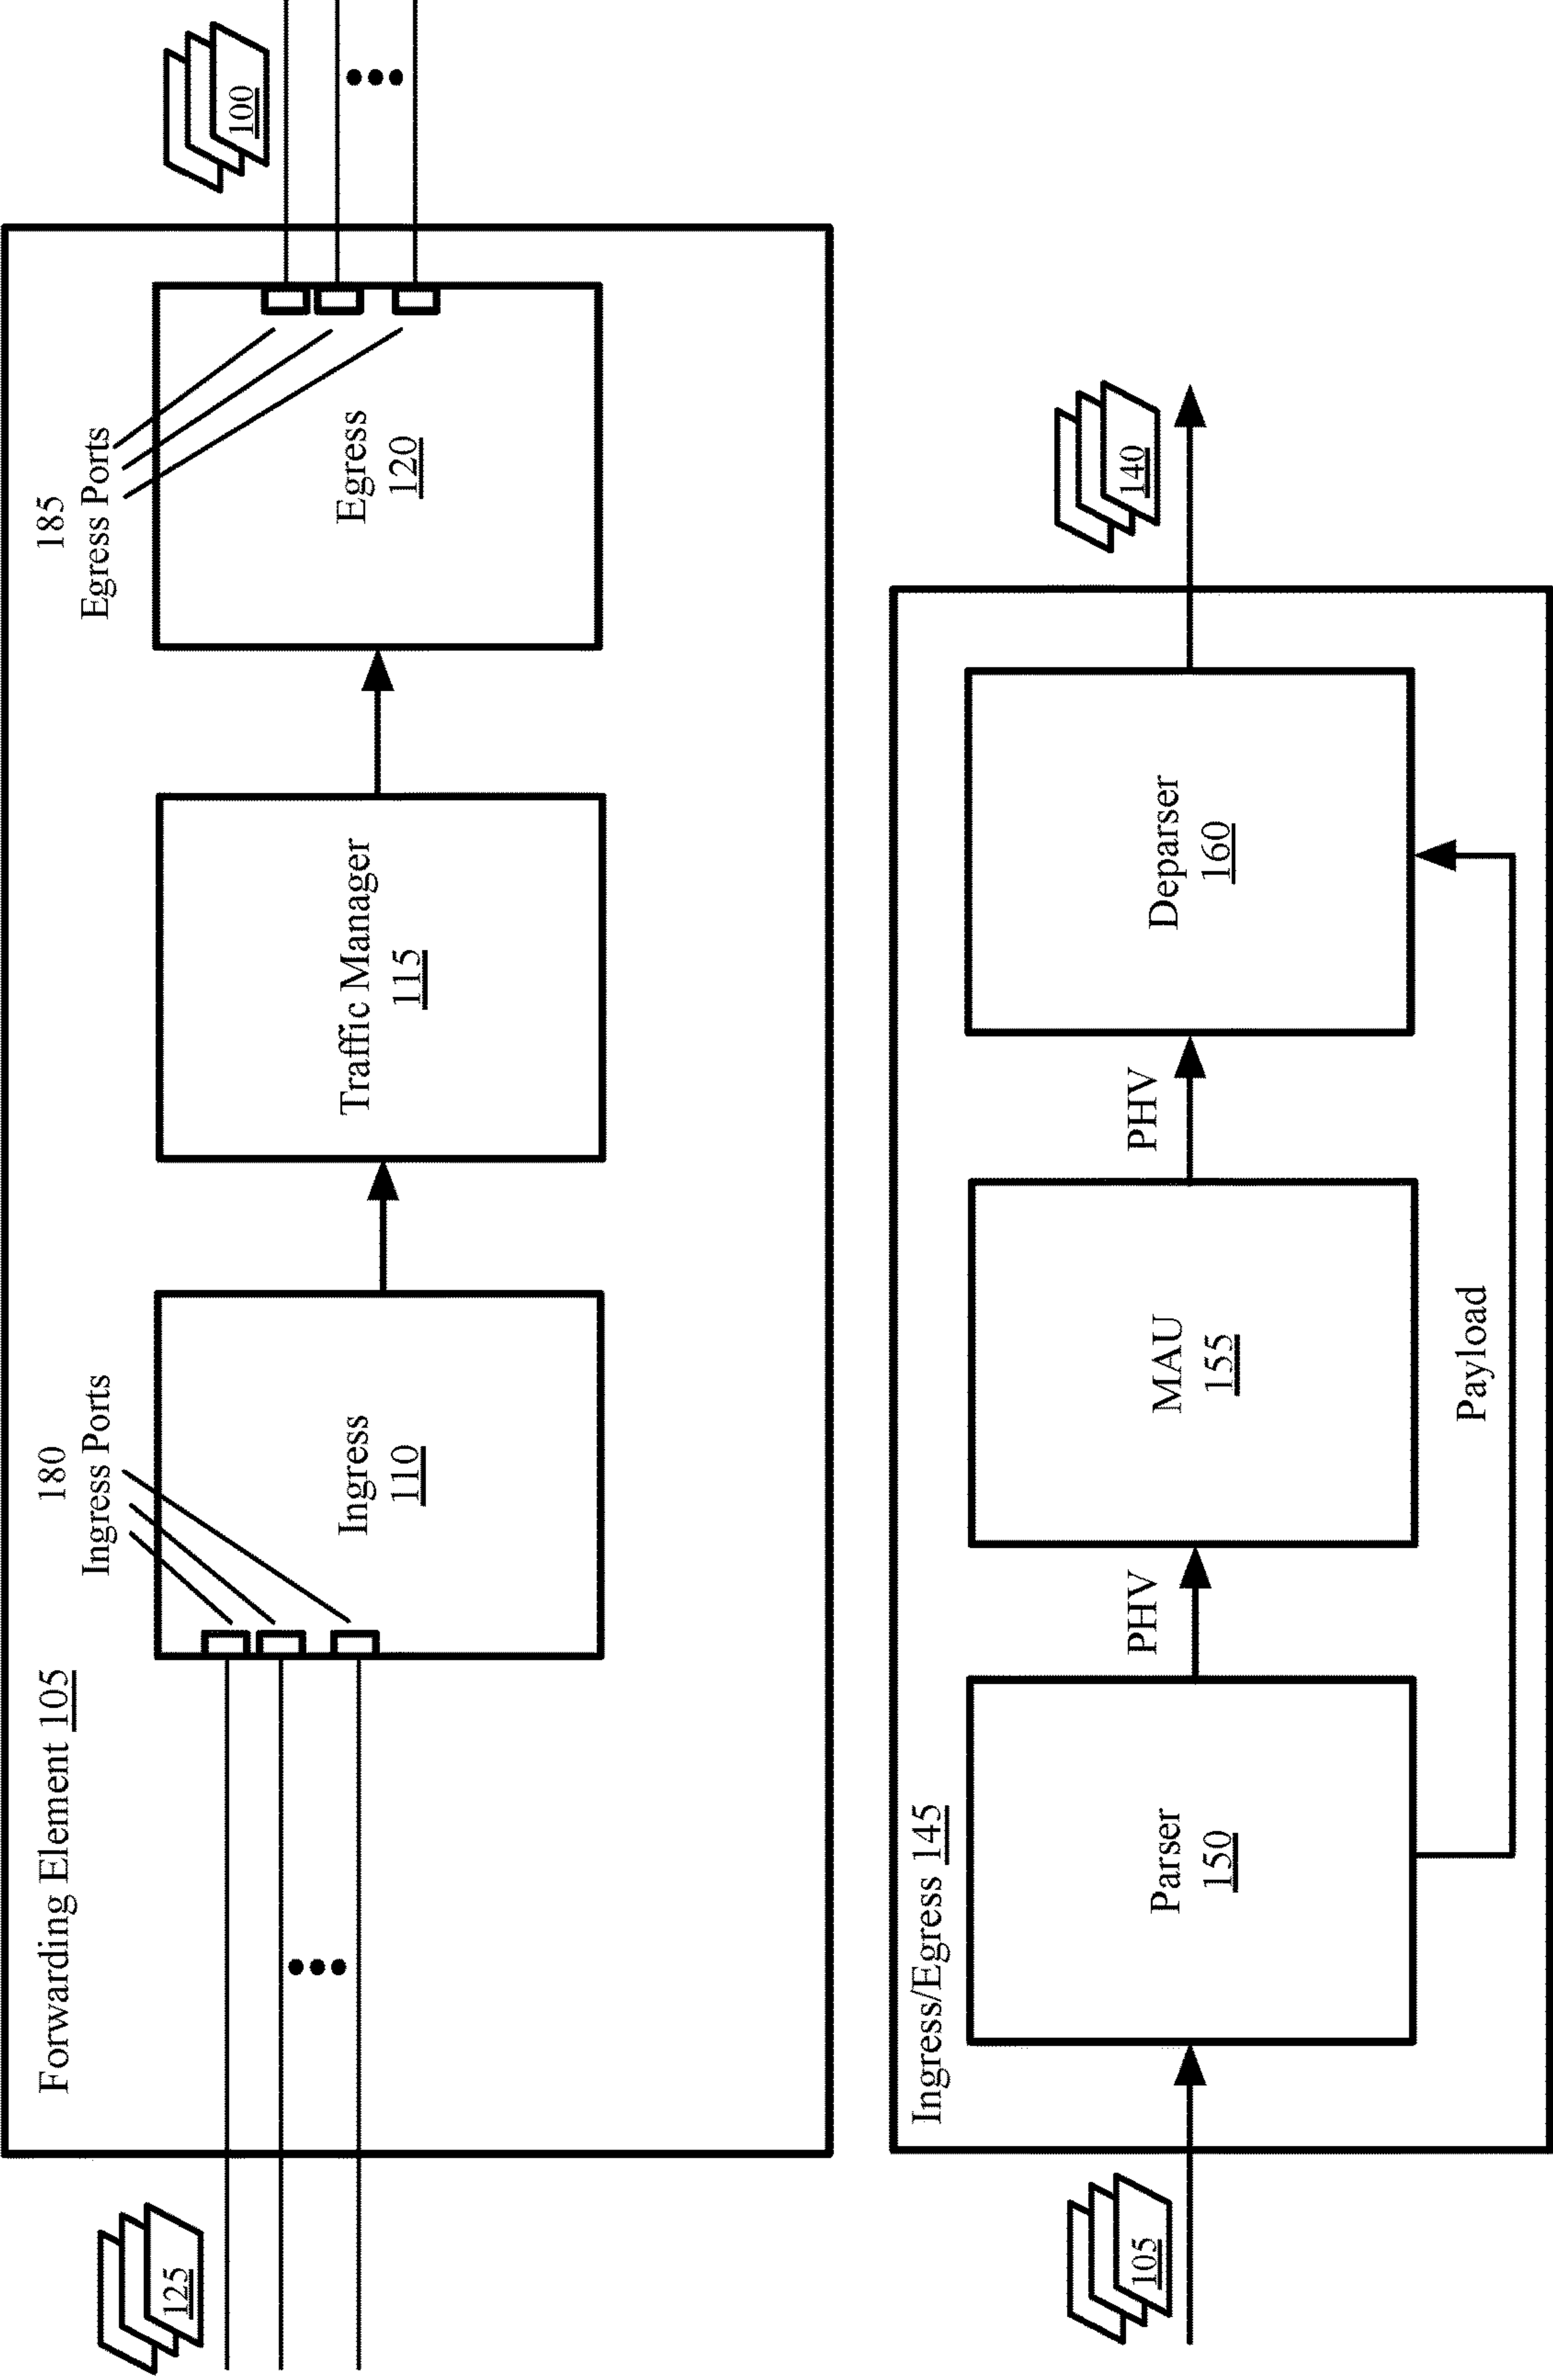 Forwarding Element 105
180
Ingress Ports
185
Egress Ports
125
Ingress
110
Traffic Manager
115
Egress
120
100
Ingress/Egress 145
105
Parser
150
PHV
MAU
155
PHV
Deparser
160
140
Payload